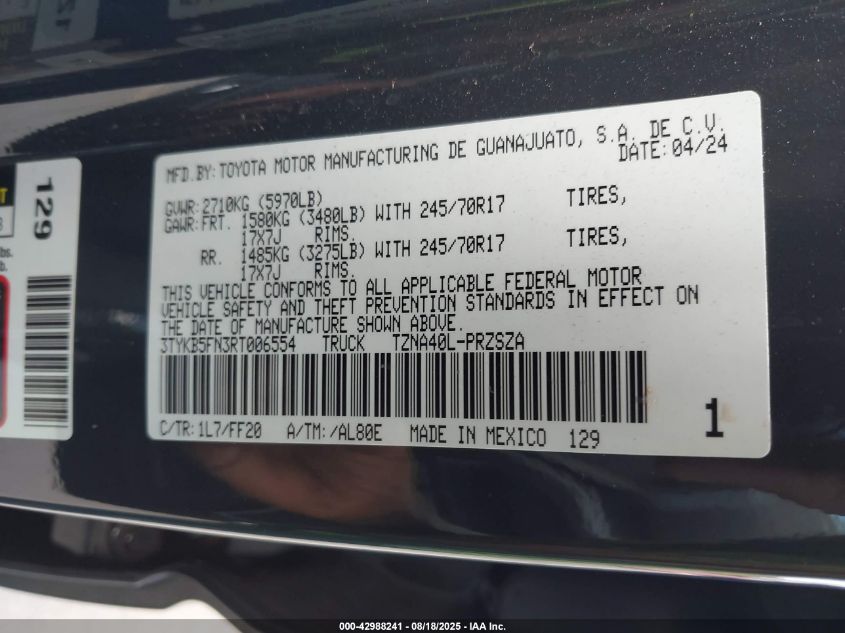 MFD.BY: TOYOTA MOTOR MANUFACTURING DE GUANAJUATO, S.A. DE C.V.
DATE: 04/24
GVWR: 2710KG (5970LB)
GAWR: FRT. 1580KG (3480LB) WITH 245/70R17 TIRES,
17X7J RIMS.
RR. 1485KG (3275LB) WITH 245/70R17 TIRES,
17X7J RIMS.
THIS VEHICLE CONFORMS TO ALL APPLICABLE FEDERAL MOTOR
VEHICLE SAFETY AND THEFT PREVENTION STANDARDS IN EFFECT ON
THE DATE OF MANUFACTURE SHOWN ABOVE.
3TYKB5FN3RT006554 TRUCK TZNA40L-PRZSZA
C/TR: 1L7/FF20 A/TM: /AL80E MADE IN MEXICO 129
1
129
000-42988241 / 08/18/2025 - IAA Inc.